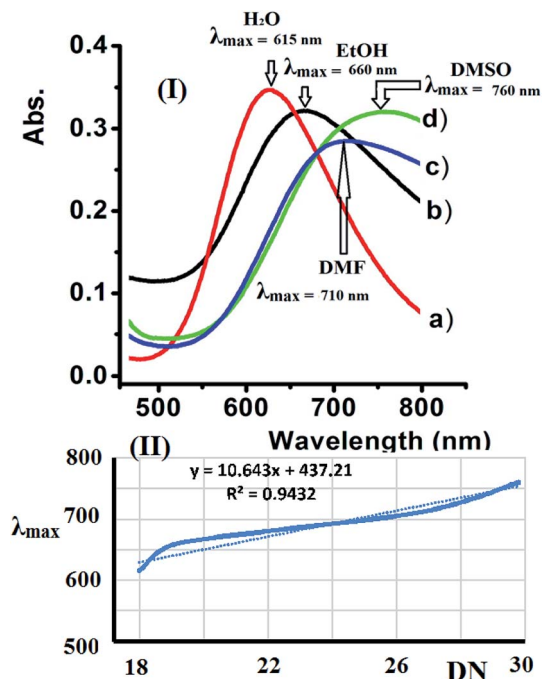 H₂O
λmax = 615 nm
EtOH
λmax = 660 nm
DMSO
λmax = 760 nm
(I)
Abs.
0.4
0.3
0.2
0.1
0.0
d)
c)
b)
a)
DMF
λmax = 710 nm
500 600 700 800
Wavelength (nm)
(II)
y = 10.643x + 437.21
R² = 0.9432
λmax
800
700
600
500
18 22 26 30
DN